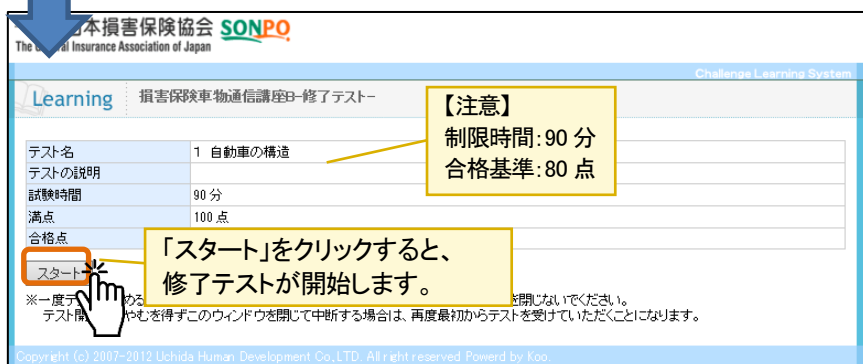 本損害保険協会 SONPO
The Insurance Association of Japan
Challenge Learning System
Learning 損害保険車物通信講座B-修了テスト-
【注意】
制限時間:90 分
合格基準:80 点
テスト名 1 自動車の構造
テストの説明
試験時間 90 分
満点 100 点
合格点
「スタート」をクリックすると、
修了テストが開始します。
スタート
※一度テ める を閉じないでください。
テスト開 やむを得ずこのウィンドウを閉じて中断する場合は、再度最初からテストを受けていただくことになります。
Copyright (c) 2007-2012 Uchida Human Development Co.,LTD. All right reserved Powerd by Koo.